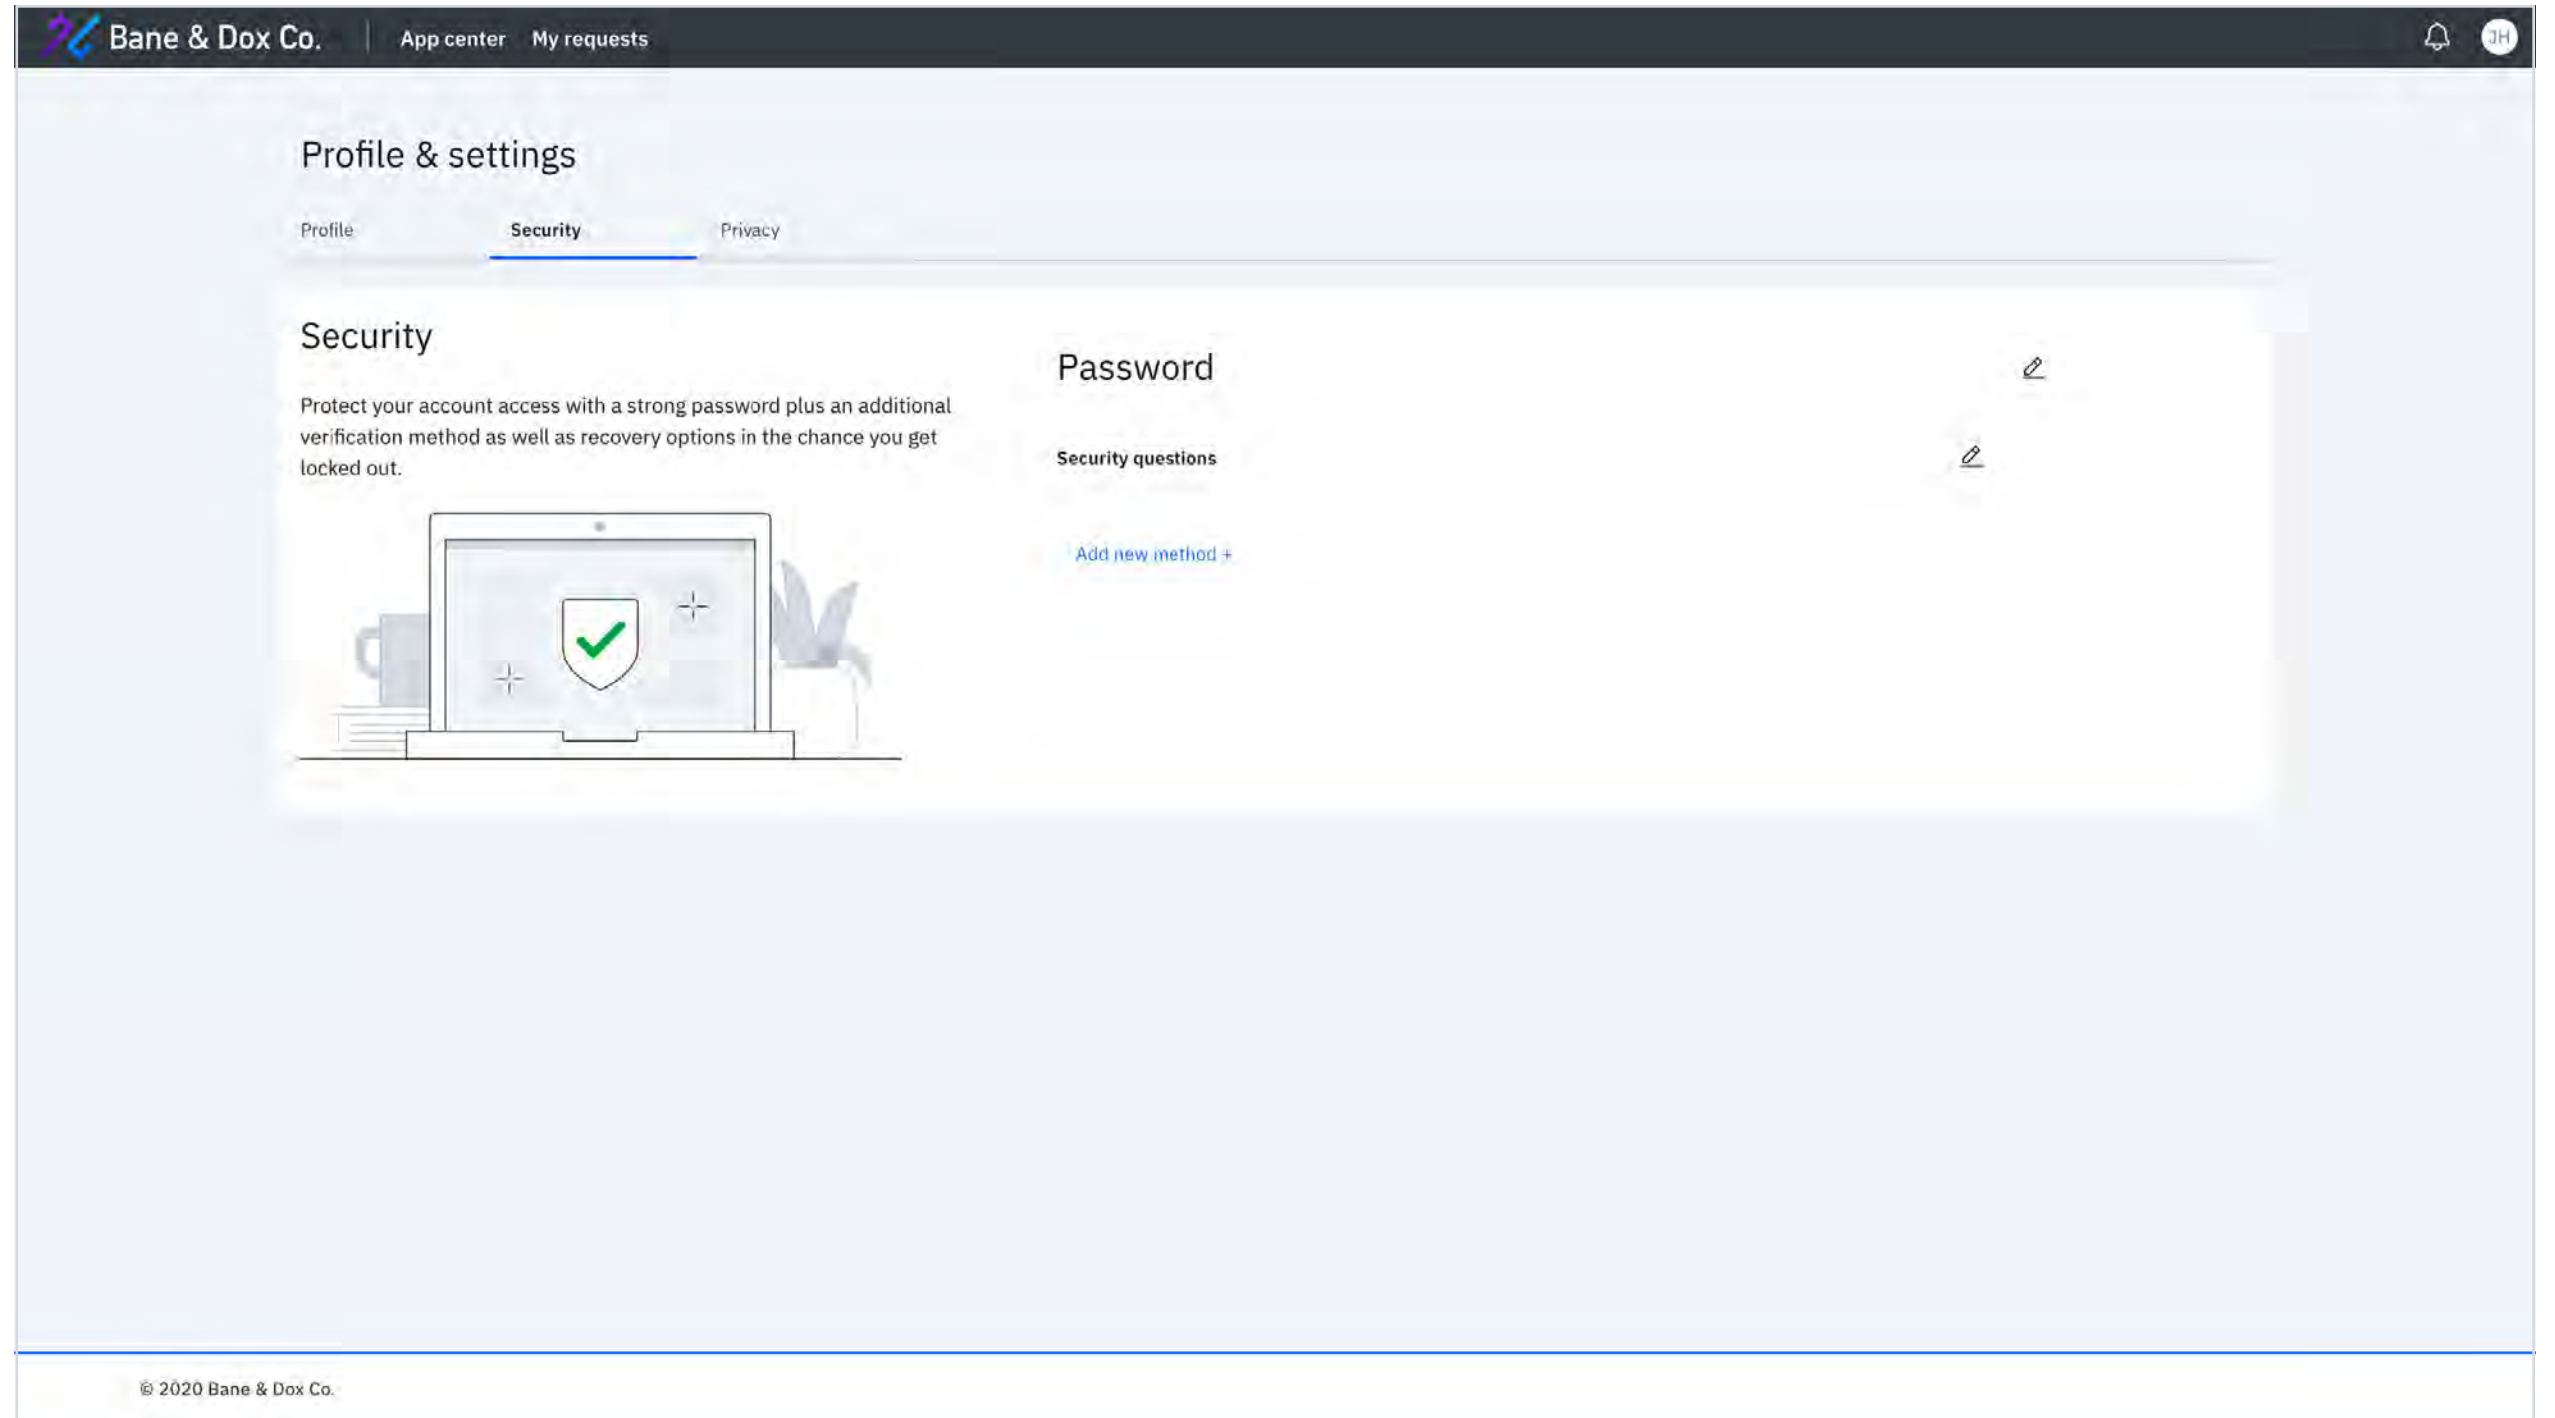 Bane & Dox Co.
App center
My requests
JH
Profile & settings
Profile
Security
Privacy
Security
Protect your account access with a strong password plus an additional
verification method as well as recovery options in the chance you get
locked out.
Password
Security questions
Add new method +
© 2020 Bane & Dox Co.